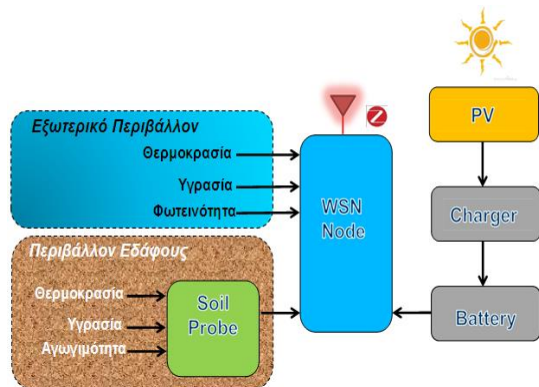 Εξωτερικό Περιβάλλον
Θερμοκρασία
Υγρασία
Φωτεινότητα
Περιβάλλον Εδάφους
Θερμοκρασία
Υγρασία
Αγωγιμότητα
Soil
Probe
WSN
Node
PV
Charger
Battery